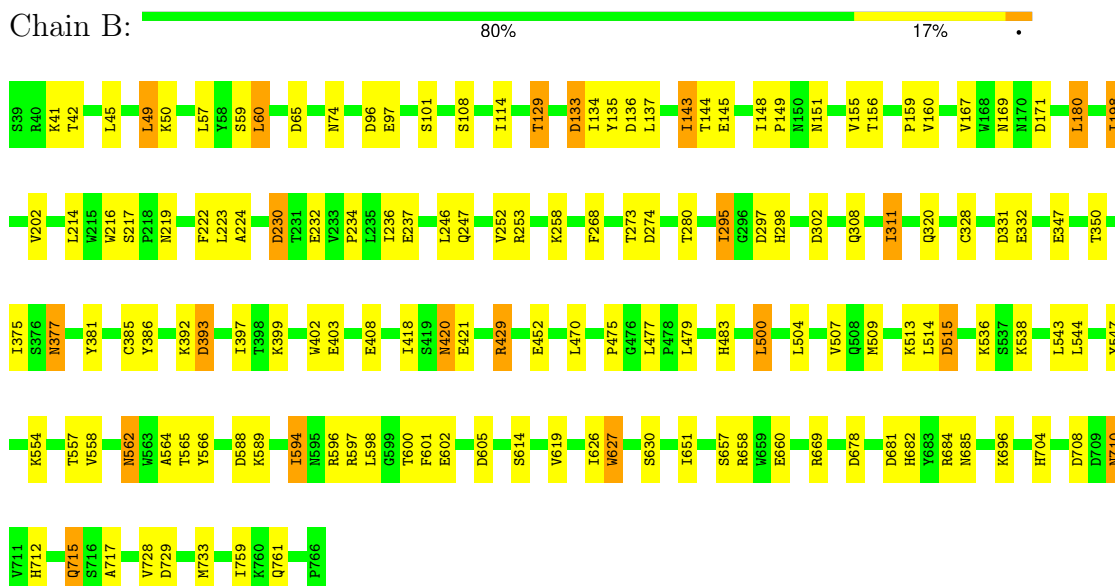 Chain B:
80% 17% •
S39 R40 K41 T42 L45 L49 K50 L57 Y58 S59 L60 D65 N74 D96 E97 S101 S108 I114 T129 D133 I134 Y135 D136 L137 I143 T144 E145 I148 P149 N150 N151 V155 T156 P159 V160 V167 W168 N169 N170 D171 L180
V202 L214 W215 W216 S217 P218 N219 F222 L223 A224 D230 T231 E232 V233 P234 L235 I236 E237 L246 Q247 V252 R253 K258 F268 T273 D274 T280 I295 G296 D297 H298 D302 Q308 I311 Q320 C328 D331 E332 E347 T350
I375 S376 N377 Y381 C385 Y386 K392 D393 I397 T398 K399 W402 E403 E408 I418 S419 N420 E421 R429 E452 L470 P475 G476 L477 P478 L479 H483 L500 L504 V507 Q508 M509 K513 L514 D515 K536 S537 K538 L543 L544 Y547
K554 T557 V558 N562 W563 A564 T565 Y566 D588 K589 I594 N595 R596 R597 L598 G599 T600 F601 E602 D605 S614 V619 I626 W627 S630 I651 S657 R658 W659 E660 R669 D678 D681 H682 Y683 R684 N685 K696 H704 D708 D709 N710
V711 H712 Q715 S716 A717 V728 D729 M733 I759 K760 Q761 P766